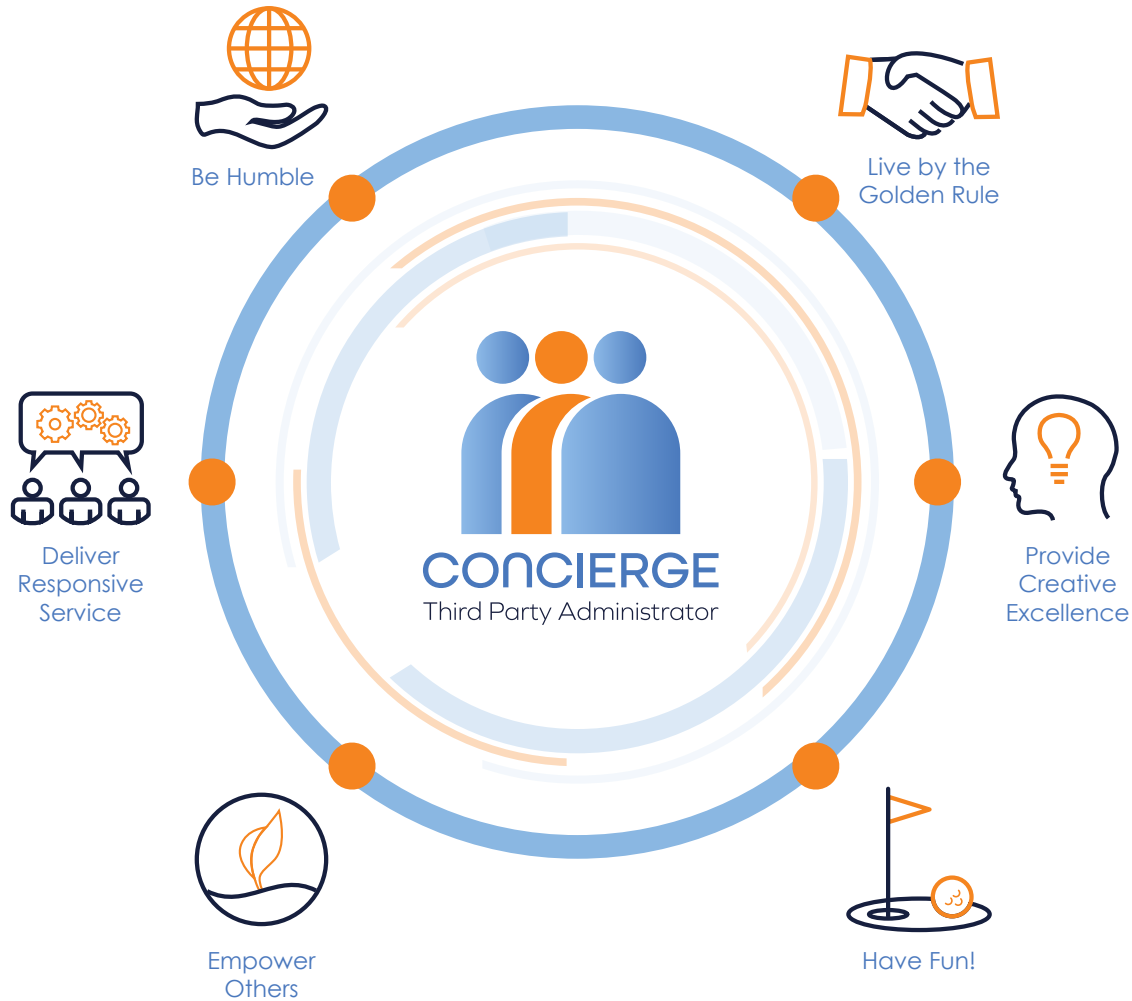 Be Humble
Live by the
Golden Rule
Deliver
Responsive
Service
CONCIERGE
Third Party Administrator
Provide
Creative
Excellence
Empower
Others
Have Fun!